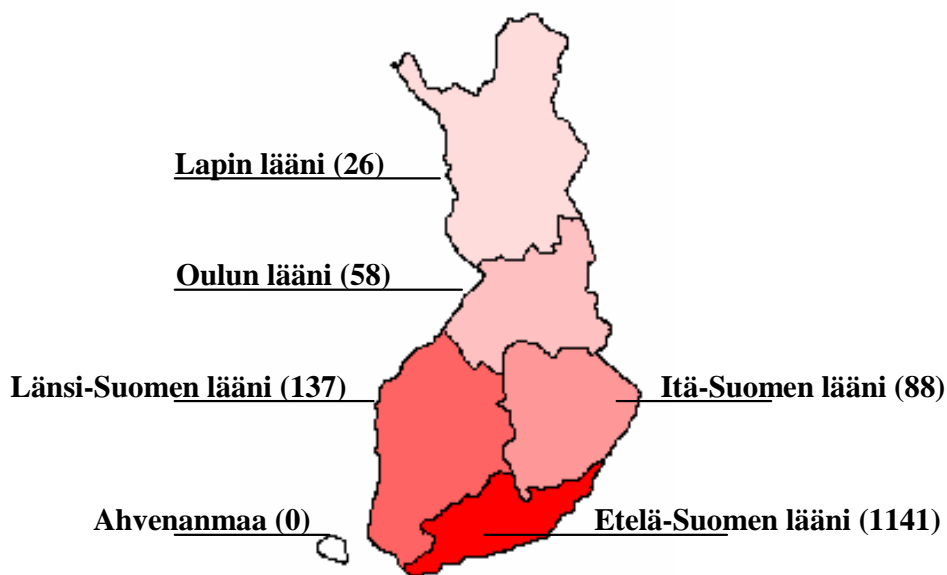 Lapin lääni (26)
Oulun lääni (58)
Länsi-Suomen lääni (137)
Itä-Suomen lääni (88)
Ahvenanmaa (0)
Etelä-Suomen lääni (1141)